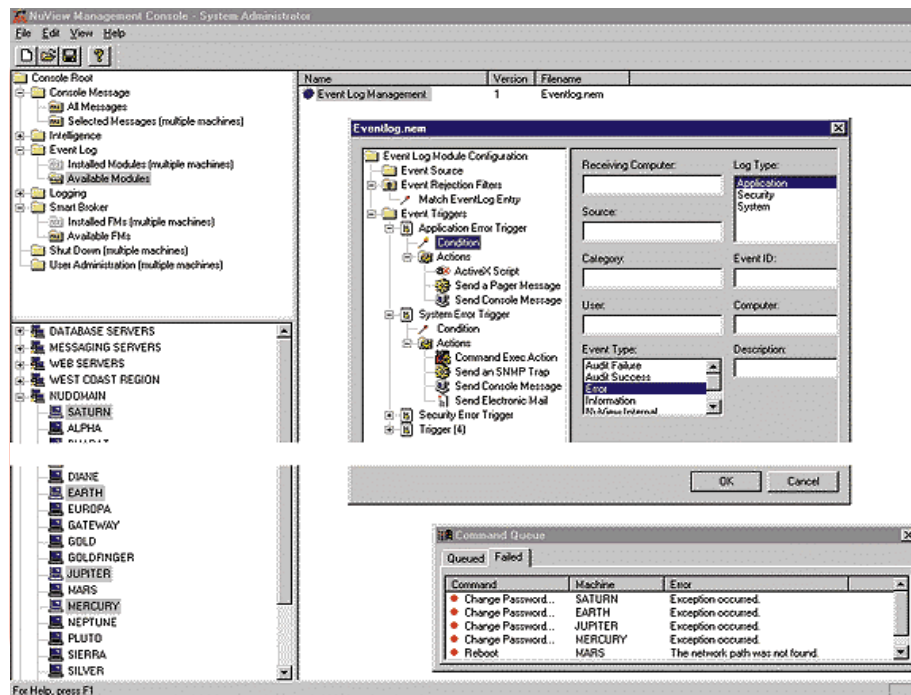 NuView Management Console - System Administrator
File Edit View Help
Console Root
Console Message
All Messages
Selected Messages (multiple machines)
Intelligence
Event Log
Installed Modules (multiple machines)
Available Modules
Logging
Smart Broker
Installed FMs (multiple machines)
Available FMs
Shut Down (multiple machines)
User Administration (multiple machines)
Name Version Filename
Event Log Management 1 Eventlog.nem
Eventlog.nem
Event Log Module Configuration
Event Source
Event Rejection Filters
Match EventLog Entry
Event Triggers
Application Error Trigger
Condition
Actions
ActiveX Script
Send a Pager Message
Send Console Message
System Error Trigger
Condition
Actions
Command Exec Action
Send an SNMP Trap
Send Console Message
Send Electronic Mail
Security Error Trigger
Trigger (4)
Receiving Computer:
Log Type:
Application
Security
System
Source:
Category:
Event ID:
User:
Computer:
Event Type:
Audit Failure
Audit Success
Error
Information
NuView Internal
Description:
OK Cancel
DATABASE SERVERS
MESSAGING SERVERS
WEB SERVERS
WEST COAST REGION
NUDOMAIN
SATURN
ALPHA
DIANE
EARTH
EUROPA
GATEWAY
GOLD
GOLDFINGER
JUPITER
MARS
MERCURY
NEPTUNE
PLUTO
SIERRA
SILVER
Command Queue
Queued Failed
Command Machine Error
Change Password... SATURN Exception occurred.
Change Password... EARTH Exception occurred.
Change Password... JUPITER Exception occurred.
Change Password... MERCURY Exception occurred.
Reboot MARS The network path was not found.
For Help, press F1